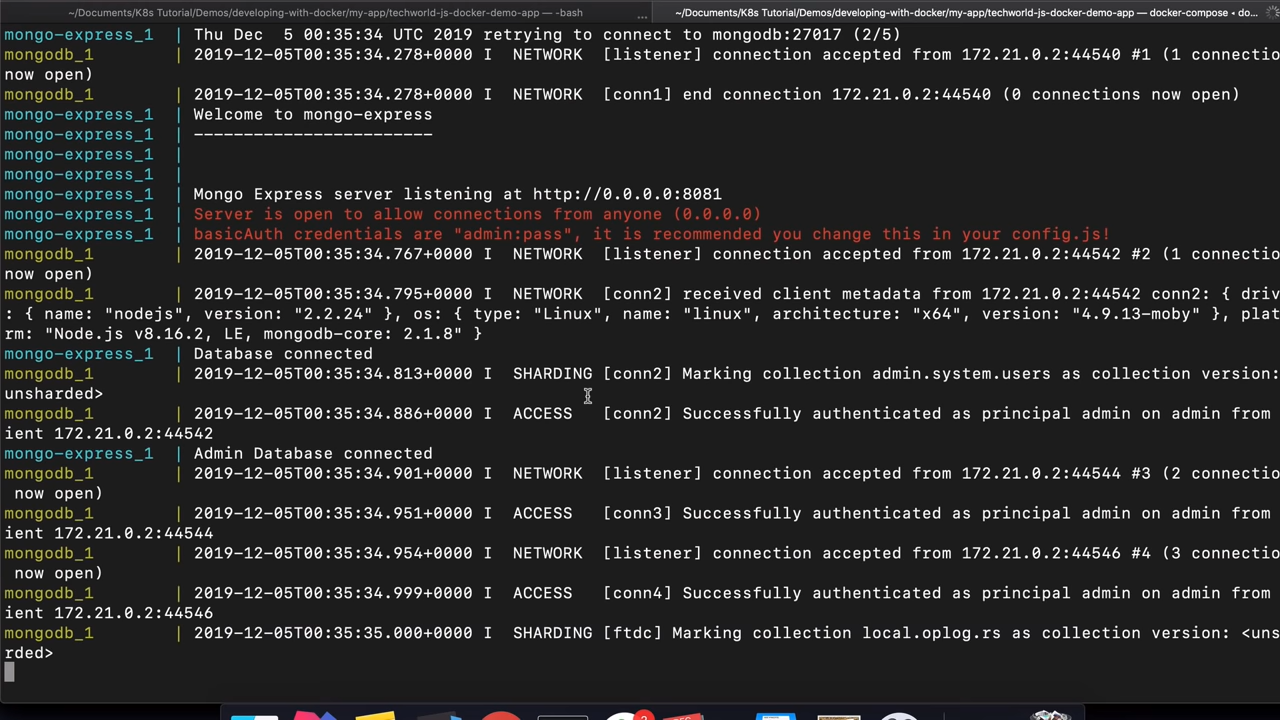 ~/Documents/K8s Tutorial/Demos/developing-with-docker/my-app/techworld-js-docker-demo-app — -bash
... ~/Documents/K8s Tutorial/Demos/developing-with-docker/my-app/techworld-js-docker-demo-app — docker-compose ◂ do...
mongo-express_1  | Thu Dec  5 00:35:34 UTC 2019 retrying to connect to mongodb:27017 (2/5)
mongodb_1        | 2019-12-05T00:35:34.278+0000 I  NETWORK  [listener] connection accepted from 172.21.0.2:44540 #1 (1 connectio
now open)
mongodb_1        | 2019-12-05T00:35:34.278+0000 I  NETWORK  [conn1] end connection 172.21.0.2:44540 (0 connections now open)
mongo-express_1  | Welcome to mongo-express
mongo-express_1  | ------------------------
mongo-express_1  |
mongo-express_1  |
mongo-express_1  | Mongo Express server listening at http://0.0.0.0:8081
mongo-express_1  | Server is open to allow connections from anyone (0.0.0.0)
mongo-express_1  | basicAuth credentials are "admin:pass", it is recommended you change this in your config.js!
mongodb_1        | 2019-12-05T00:35:34.767+0000 I  NETWORK  [listener] connection accepted from 172.21.0.2:44542 #2 (1 connectio
now open)
mongodb_1        | 2019-12-05T00:35:34.795+0000 I  NETWORK  [conn2] received client metadata from 172.21.0.2:44542 conn2: { driv
: { name: "nodejs", version: "2.2.24" }, os: { type: "Linux", name: "linux", architecture: "x64", version: "4.9.13-moby" }, plat
rm: "Node.js v8.16.2, LE, mongodb-core: 2.1.8" }
mongo-express_1  | Database connected
mongodb_1        | 2019-12-05T00:35:34.813+0000 I  SHARDING [conn2] Marking collection admin.system.users as collection version:
unsharded>
mongodb_1        | 2019-12-05T00:35:34.886+0000 I  ACCESS   [conn2] Successfully authenticated as principal admin on admin from
ient 172.21.0.2:44542
mongo-express_1  | Admin Database connected
mongodb_1        | 2019-12-05T00:35:34.901+0000 I  NETWORK  [listener] connection accepted from 172.21.0.2:44544 #3 (2 connectio
now open)
mongodb_1        | 2019-12-05T00:35:34.951+0000 I  ACCESS   [conn3] Successfully authenticated as principal admin on admin from
ient 172.21.0.2:44544
mongodb_1        | 2019-12-05T00:35:34.954+0000 I  NETWORK  [listener] connection accepted from 172.21.0.2:44546 #4 (3 connectio
now open)
mongodb_1        | 2019-12-05T00:35:34.999+0000 I  ACCESS   [conn4] Successfully authenticated as principal admin on admin from
ient 172.21.0.2:44546
mongodb_1        | 2019-12-05T00:35:35.000+0000 I  SHARDING [ftdc] Marking collection local.oplog.rs as collection version: <uns
rded>